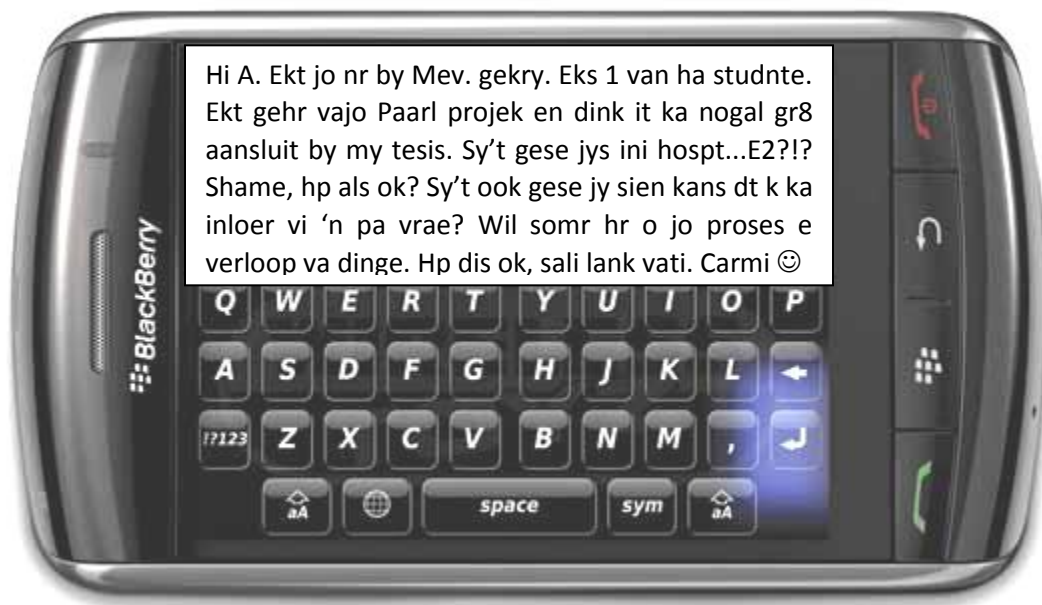 Hi A. Ekt jo nr by Mev. gekry. Eks 1 van ha studnte.
Ekt gehr vajo Paarl projek en dink it ka nogal gr8
aansluit by my tesis. Sy't gese jys ini hospt...E2?!?
Shame, hp als ok? Sy't ook gese jy sien kans dt k ka
inloer vi 'n pa vrae? Wil somr hr o jo proses e
verloop va dinge. Hp dis ok, sali lank vati. Carmi ☺
BlackBerry
Q W E R T Y U I O P
A S D F G H J K L
!?123 Z X C V B N M ,
aA space sym aA